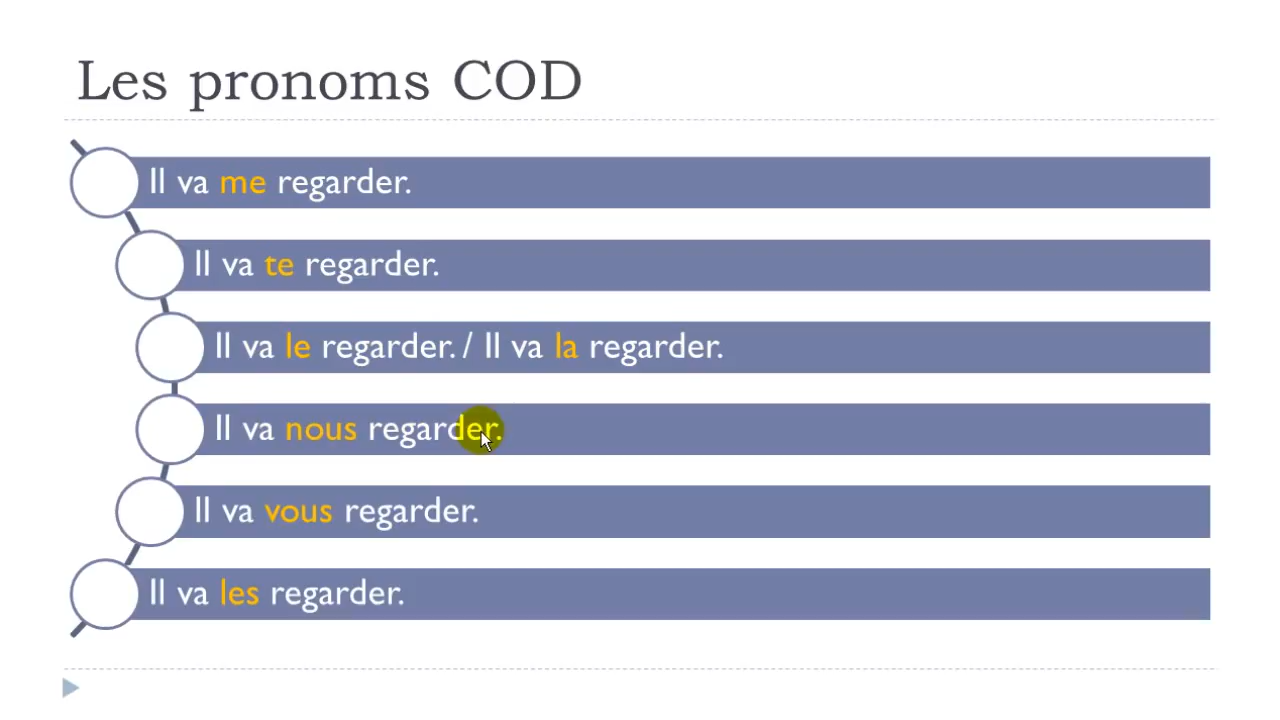 Les pronoms COD
Il va me regarder.
Il va te regarder.
Il va le regarder. / Il va la regarder.
Il va nous regarder.
Il va vous regarder.
Il va les regarder.